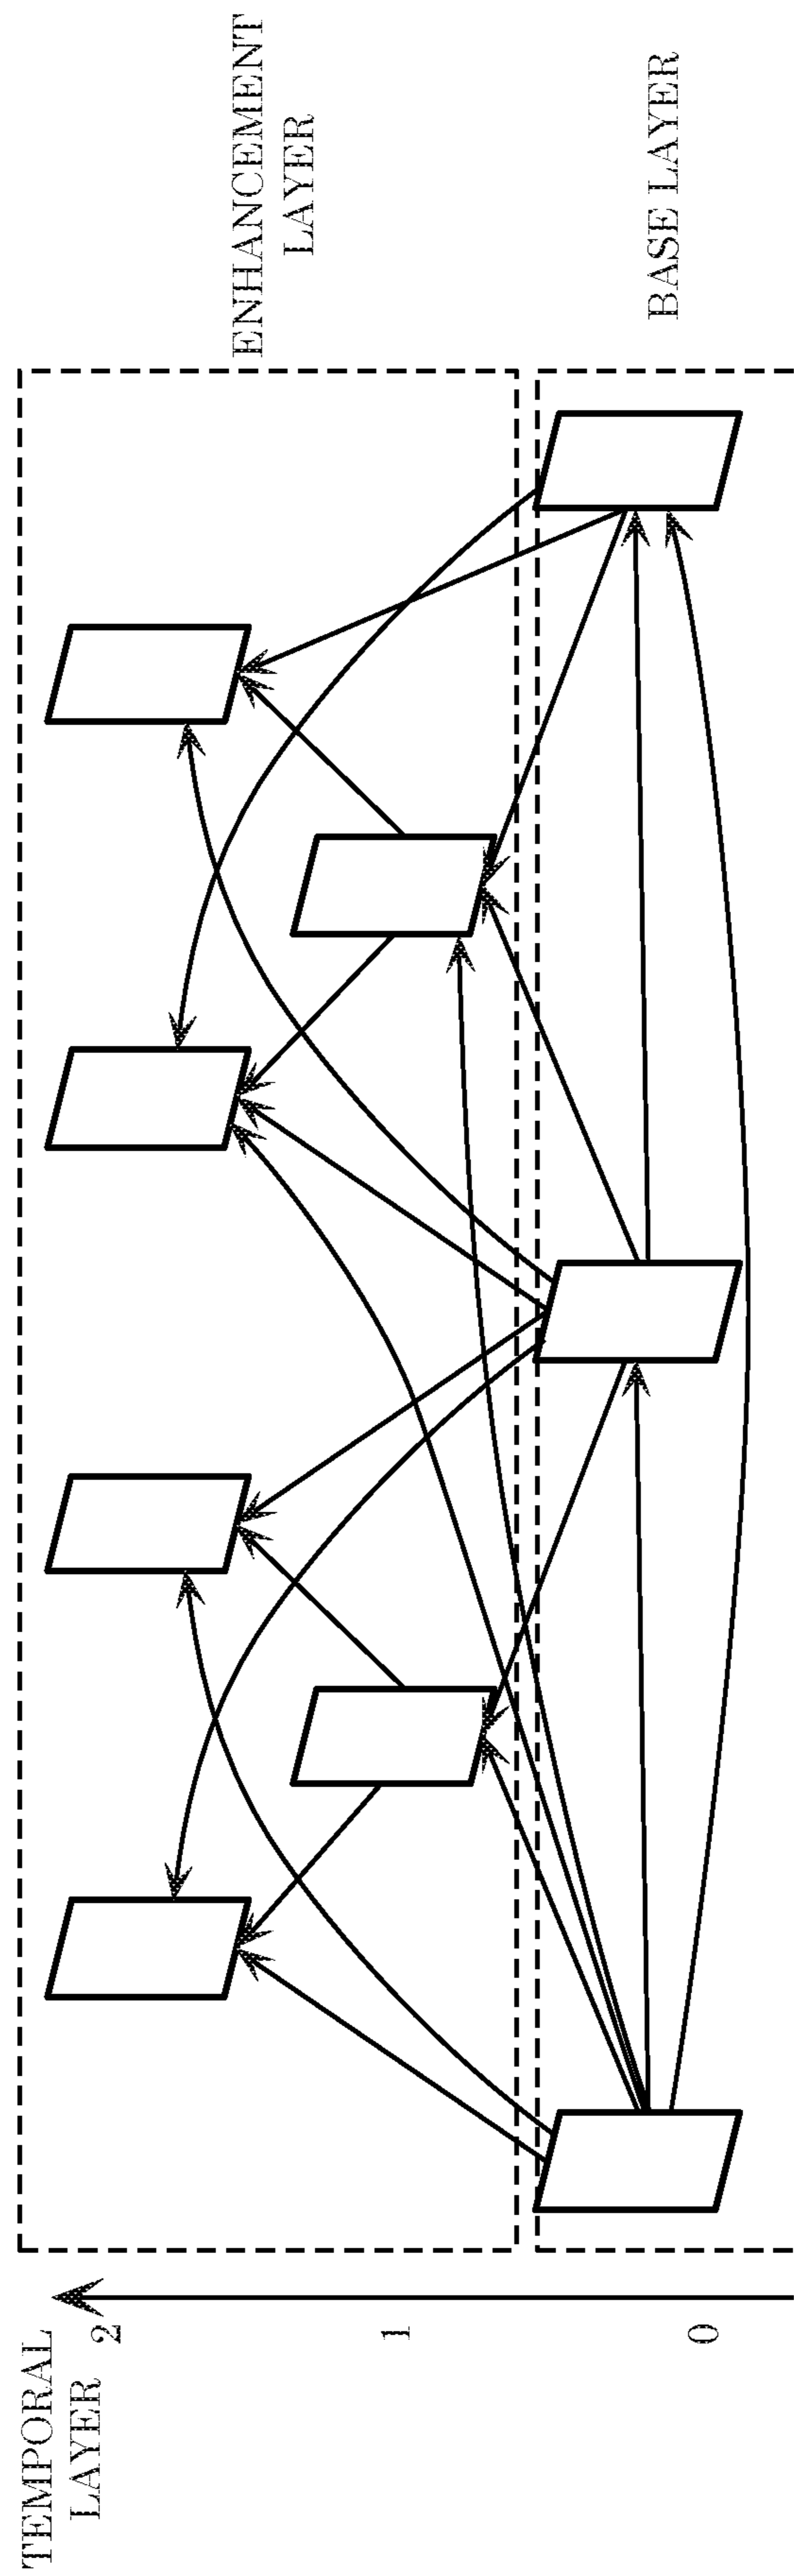 TEMPORAL
LAYER
2
1
0
ENHANCEMENT
LAYER
BASE LAYER